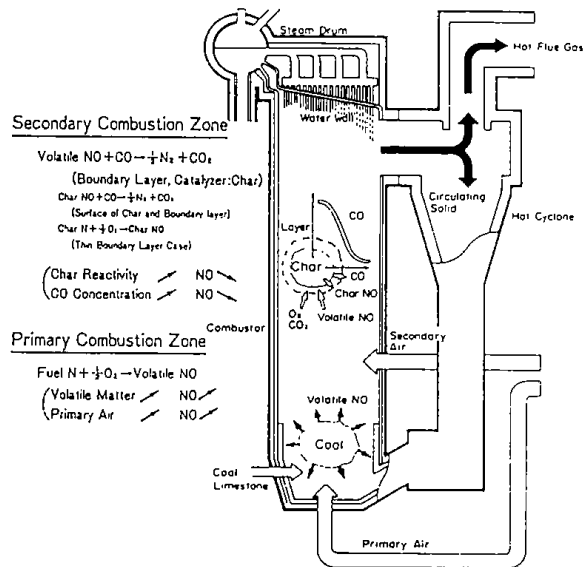 Steam Drum
Hot Flue Gas
Water Wall
Secondary Combustion Zone
Volatile NO+CO→½N₂+CO₂
(Boundary Layer, Catalyzer:Char)
Char NO+CO→½N₂+CO₂
(Surface of Char and Boundary layer)
Char N+½O₂→Char NO
(Thin Boundary Layer Case)
Char Reactivity ↗ NO ↘
CO Concentration ↗ NO ↘
Circulating
Solid
Hot Cyclone
CO
Layer
Char
CO
Char NO
O₂
CO₂
Volatile NO
Combustor
Secondary
Air
Primary Combustion Zone
Fuel N+½O₂→Volatile NO
Volatile Matter ↗ NO ↗
Primary Air ↗ NO ↗
Volatile NO
Coal
Coal
Limestone
Primary Air